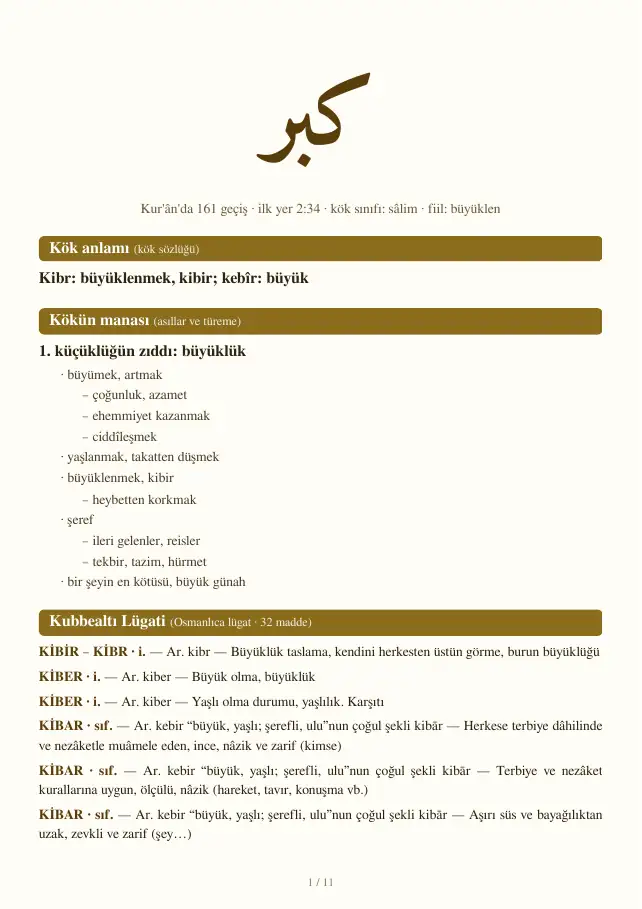 كبر
Kur'ân'da 161 geçiş · ilk yer 2:34 · kök sınıfı: sâlim · fiil: büyüklen
Kök anlamı (kök sözlüğü)
Kibr: büyüklenmek, kibir; kebîr: büyük
Kökün manası (asıllar ve türeme)
1. küçüklüğün zıddı: büyüklük
· büyümek, artmak
– çoğunluk, azamet
– ehemmiyet kazanmak
– ciddîleşmek
· yaşlanmak, takatten düşmek
· büyüklenmek, kibir
– heybetten korkmak
· şeref
– ileri gelenler, reisler
– tekbir, tazim, hürmet
· bir şeyin en kötüsü, büyük günah
Kubbealtı Lügati (Osmanlıca lügat · 32 madde)
KİBİR – KİBR · i. — Ar. kibr — Büyüklük taslama, kendini herkesten üstün görme, burun büyüklüğü
KİBER · i. — Ar. kiber — Büyük olma, büyüklük
KİBER · i. — Ar. kiber — Yaşlı olma durumu, yaşlılık. Karşıtı
KİBAR · sıf. — Ar. kebіr “büyük, yaşlı; şerefli, ulu”nun çoğul şekli kibār — Herkese terbiye dâhilinde
ve nezâketle muâmele eden, ince, nâzik ve zarif (kimse)
KİBAR · sıf. — Ar. kebir “büyük, yaşlı; şerefli, ulu”nun çoğul şekli kibār — Terbiye ve nezâket
kurallarına uygun, ölçülü, nâzik (hareket, tavır, konuşma vb.)
KİBAR · sıf. — Ar. kebir “büyük, yaşlı; şerefli, ulu”nun çoğul şekli kibār — Aşırı süs ve bayağılıktan
uzak, zevkli ve zarif (şey…)
1 / 11